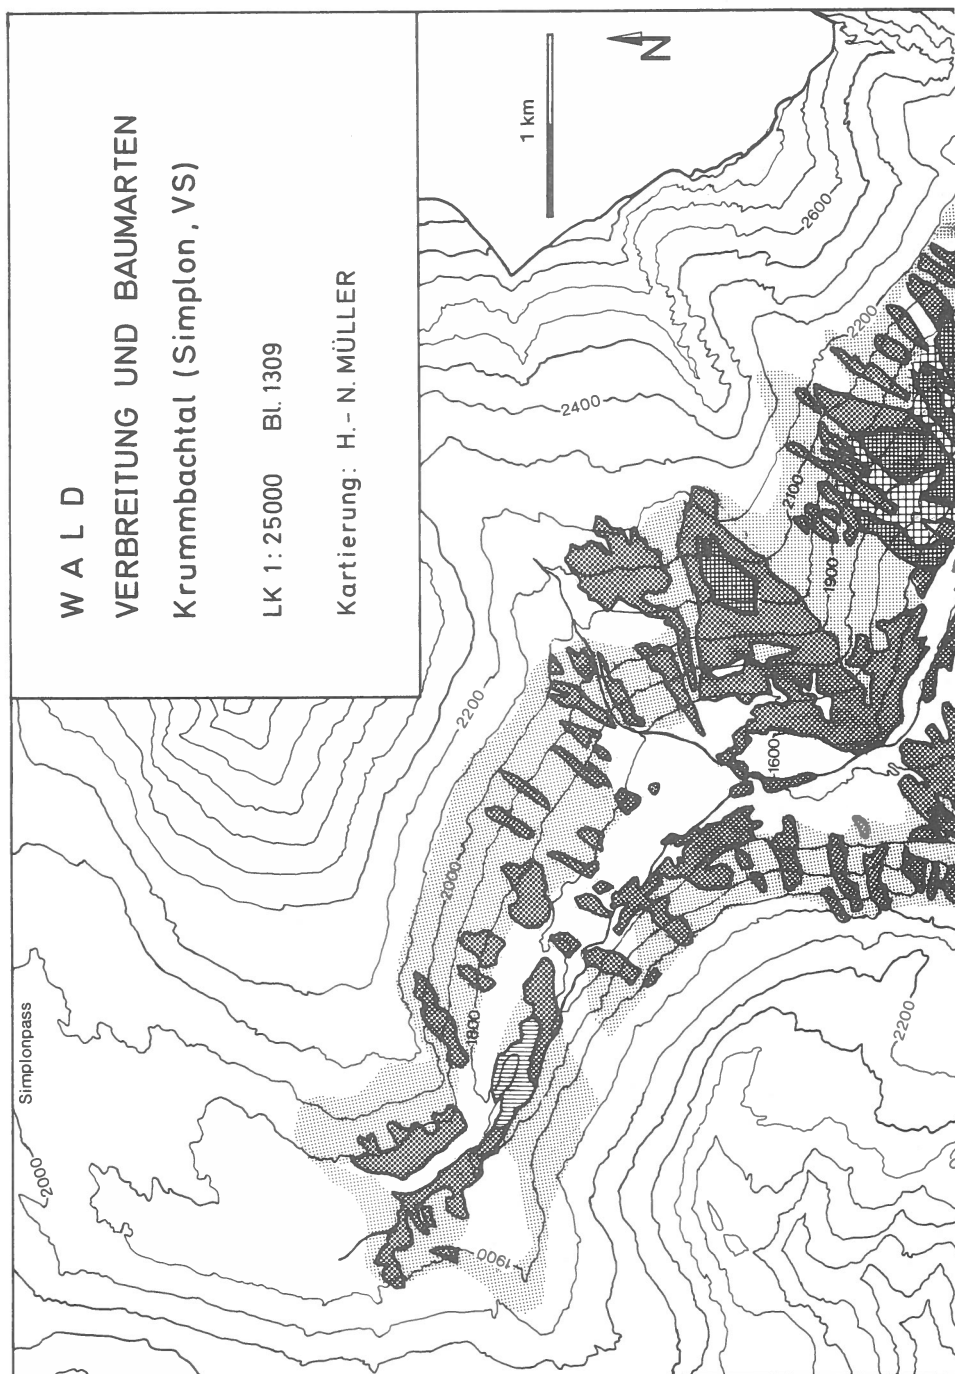 WALD
VERBREITUNG UND BAUMARTEN
Krummbachtal (Simplon, VS)
LK 1:25000 Bl. 1309
Kartierung: H.-N. MÜLLER
1 km
N
2600
2200
2400
2100
1900
2200
1600
2000
1800
Simplonpass
2000
1900
2200